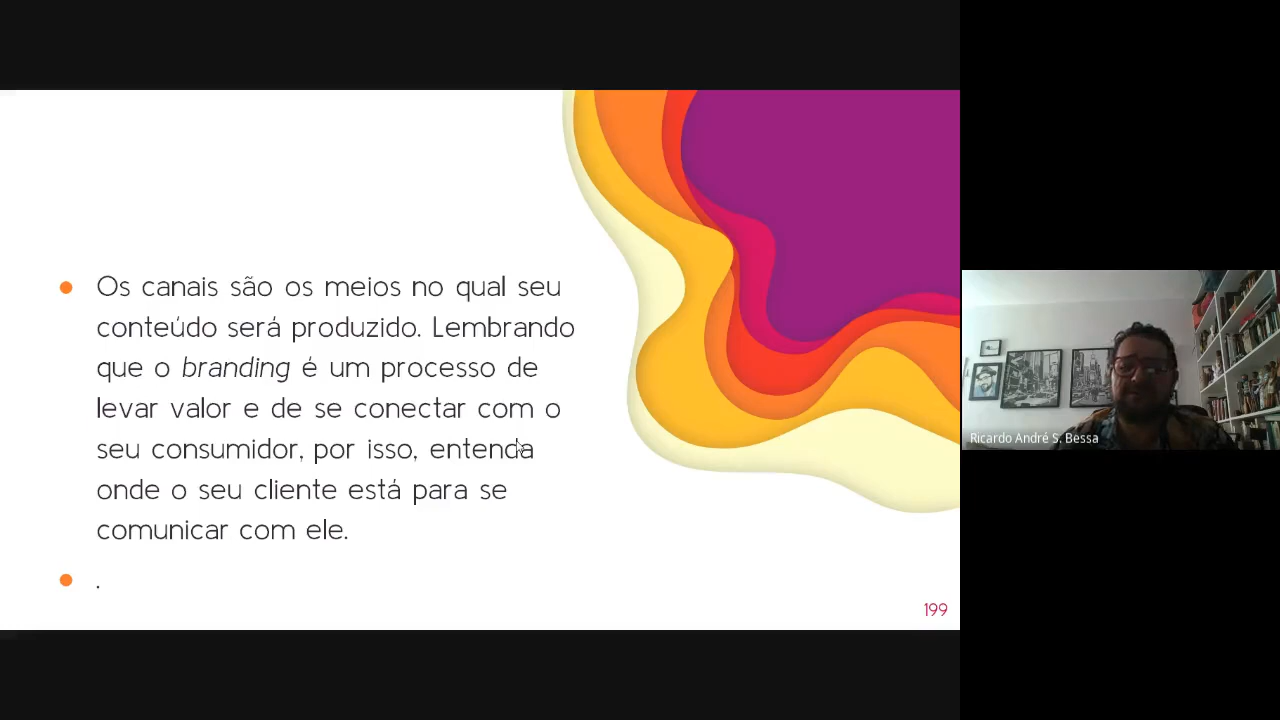 Os canais são os meios no qual seu
conteúdo será produzido. Lembrando
que o branding é um processo de
levar valor e de se conectar com o
seu consumidor, por isso, entenda
onde o seu cliente está para se
comunicar com ele.
.
199
Ricardo André S. Bessa